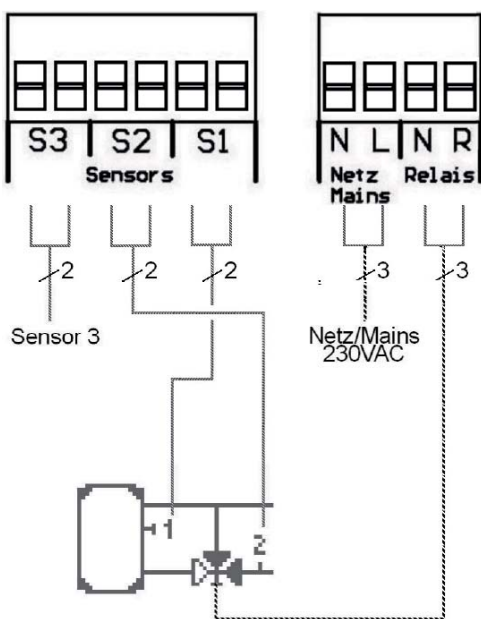 S3 S2 S1
Sensors
N L N R
Netz Relais
Mains
2 2 2 3 3
Sensor 3
Netz/Mains
230VAC
1
2